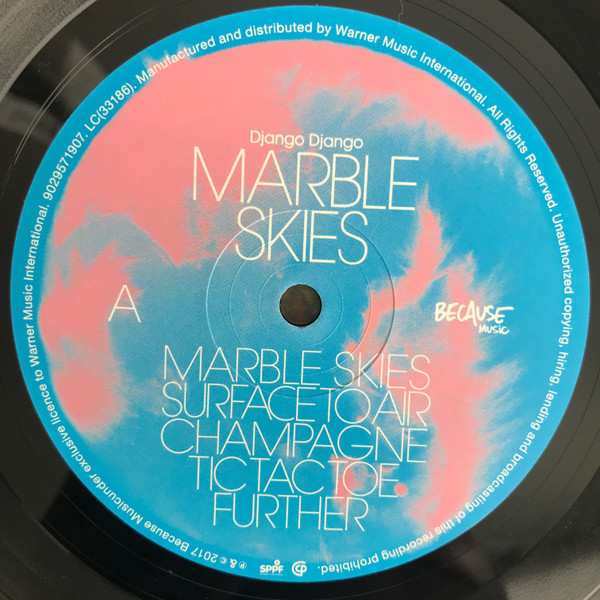 Django Django
MARBLE
SKIES
A
BECAUSE
MUSIC
MARBLE SKIES
SURFACE TO AIR
CHAMPAGNE
TIC TAC TOE
FURTHER
℗ & © 2017 Because Musicunder exclusive licence to Warner Music International. 9029571907. LC(33186). Manufactured and distributed by Warner Music International. All Rights Reserved. Unauthorized copying, hiring, lending and broadcasting of this recording prohibited.
SPPF